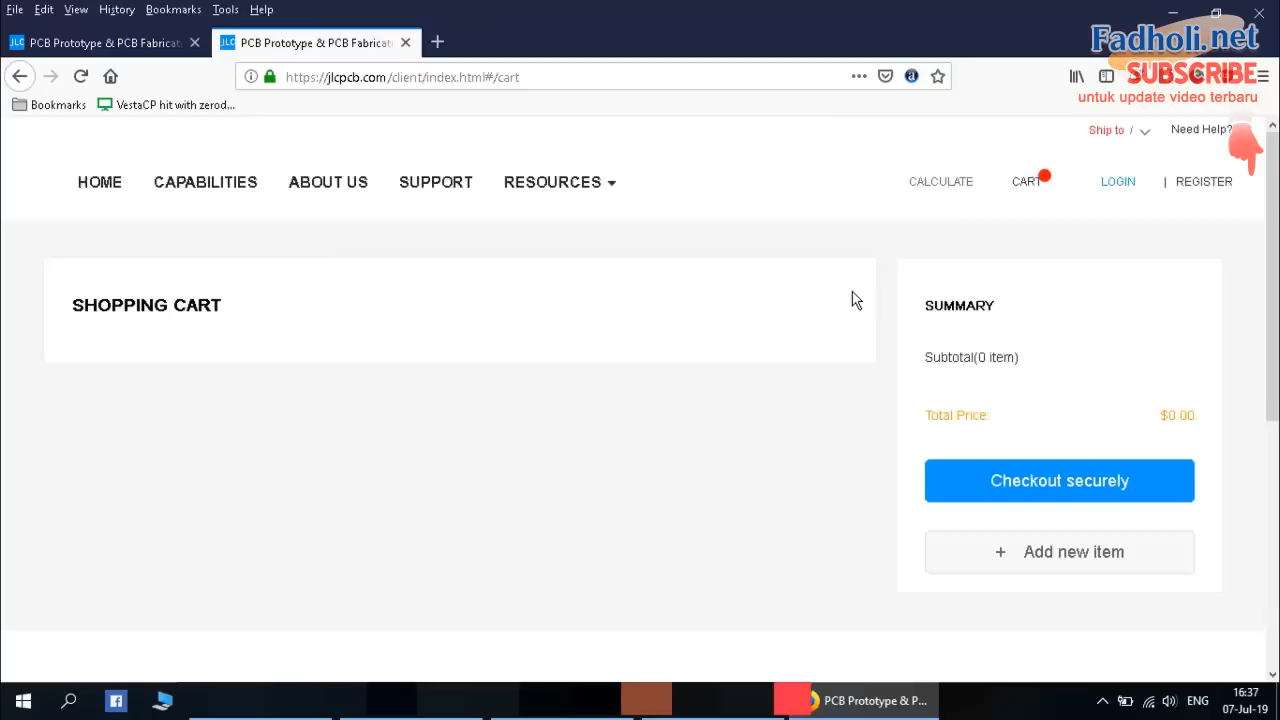 File Edit View History Bookmarks Tools Help
JLC PCB Prototype & PCB Fabricat
JLC PCB Prototype & PCB Fabricat
https://jlcpcb.com/client/index.html#/cart
Bookmarks
VestaCP hit with zerod...
Fadholi.net
SUBSCRIBE
untuk update video terbaru
Ship to /
Need Help?
HOME CAPABILITIES ABOUT US SUPPORT RESOURCES
CALCULATE CART LOGIN | REGISTER
SHOPPING CART
SUMMARY
Subtotal(0 item)
Total Price: $0.00
Checkout securely
+ Add new item
PCB Prototype & P...
ENG
16:37
07-Jul-19